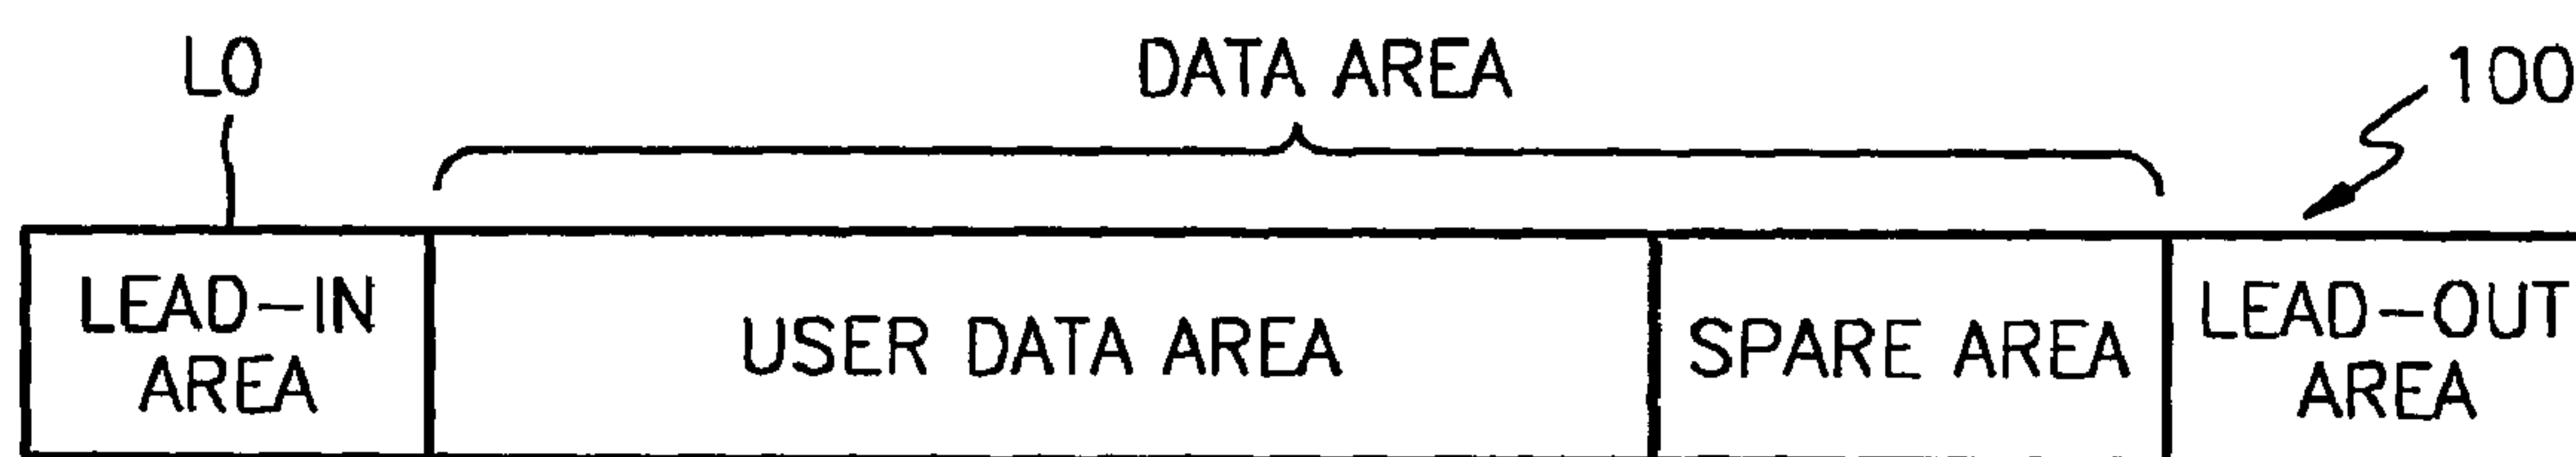 L0
DATA AREA
100
LEAD-IN
AREA
USER DATA AREA
SPARE AREA
LEAD-OUT
AREA